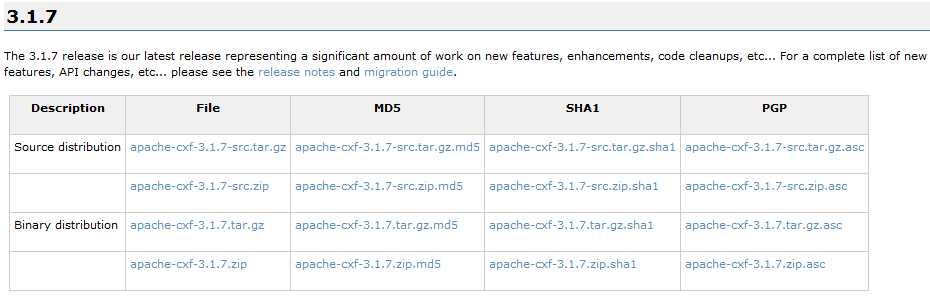 3.1.7
The 3.1.7 release is our latest release representing a significant amount of work on new features, enhancements, code cleanups, etc... For a complete list of new
features, API changes, etc... please see the release notes and migration guide.
Description File MD5 SHA1 PGP
Source distribution apache-cxf-3.1.7-src.tar.gz apache-cxf-3.1.7-src.tar.gz.md5 apache-cxf-3.1.7-src.tar.gz.sha1 apache-cxf-3.1.7-src.tar.gz.asc
apache-cxf-3.1.7-src.zip apache-cxf-3.1.7-src.zip.md5 apache-cxf-3.1.7-src.zip.sha1 apache-cxf-3.1.7-src.zip.asc
Binary distribution apache-cxf-3.1.7.tar.gz apache-cxf-3.1.7.tar.gz.md5 apache-cxf-3.1.7.tar.gz.sha1 apache-cxf-3.1.7.tar.gz.asc
apache-cxf-3.1.7.zip apache-cxf-3.1.7.zip.md5 apache-cxf-3.1.7.zip.sha1 apache-cxf-3.1.7.zip.asc